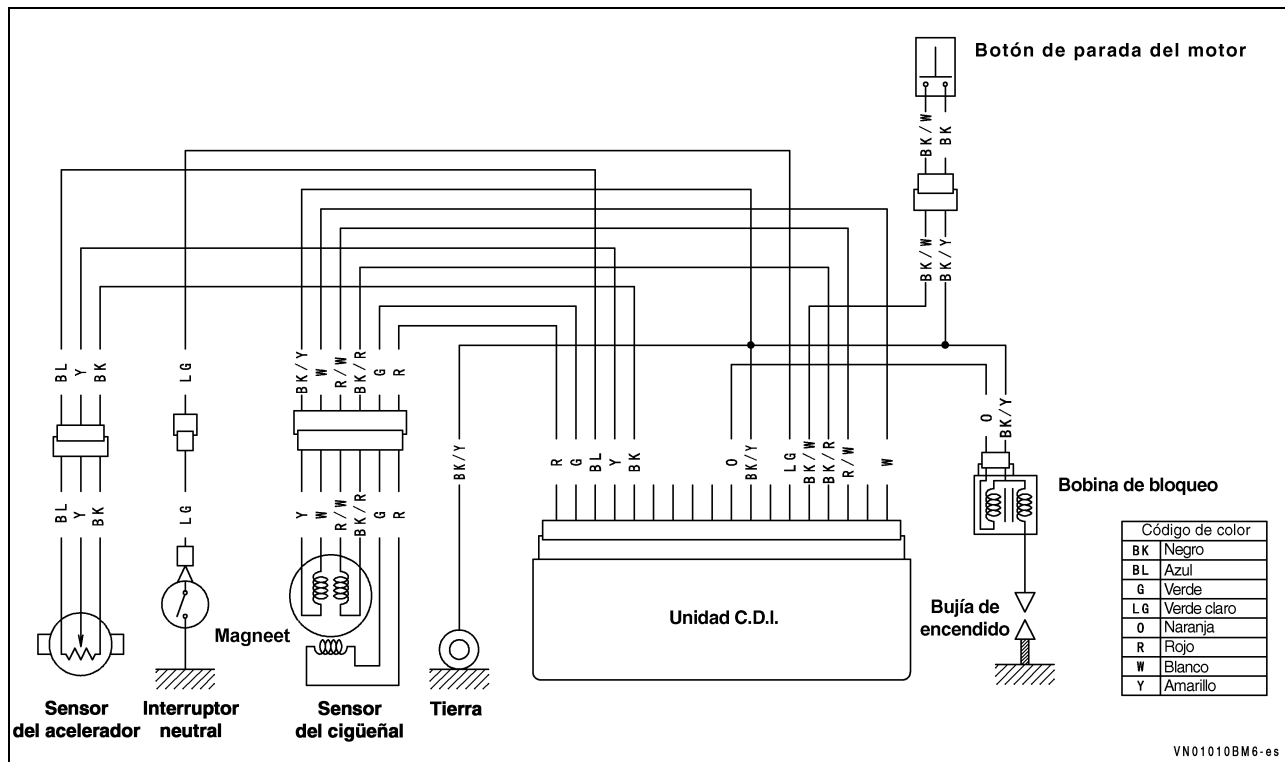 Botón de parada del motor
BK/W
BK
BK/W
BK/Y
BL
Y
BK
LG
BK/Y
W
R/W
BK/R
G
R
BK/Y
R
G
BL
Y
BK
O
BK/Y
LG
BK/W
BK/R
R/W
W
O
BK/Y
BL
Y
BK
LG
Y
W
R/W
BK/R
G
R
Bobina de bloqueo
Código de color
BK Negro
BL Azul
G Verde
LG Verde claro
O Naranja
R Rojo
W Blanco
Y Amarillo
Magneet
Unidad C.D.I.
Bujía de
encendido
Sensor
del acelerador
Interruptor
neutral
Sensor
del cigüeñal
Tierra
VN01010BM6-es